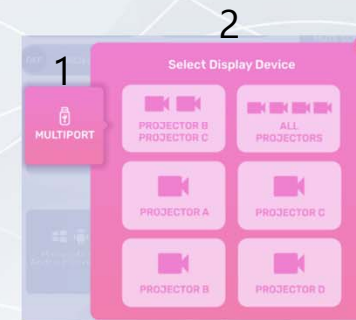 2
1
Select Display Device
MULTIPORT
PROJECTOR B
PROJECTOR C
ALL
PROJECTORS
PROJECTOR A
PROJECTOR C
PROJECTOR B
PROJECTOR D